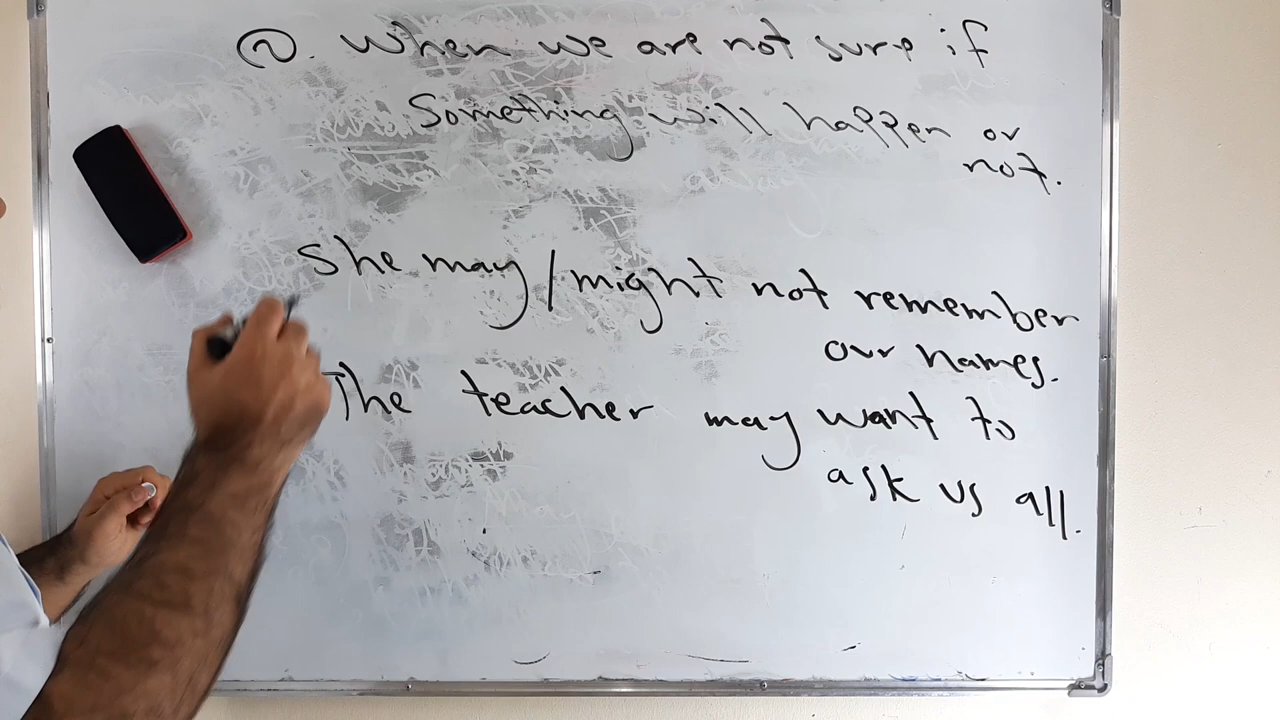 ②. When we are not sure if
Something will happen or
not.
She may / might not remember
our names.
The teacher may want to
ask us all.